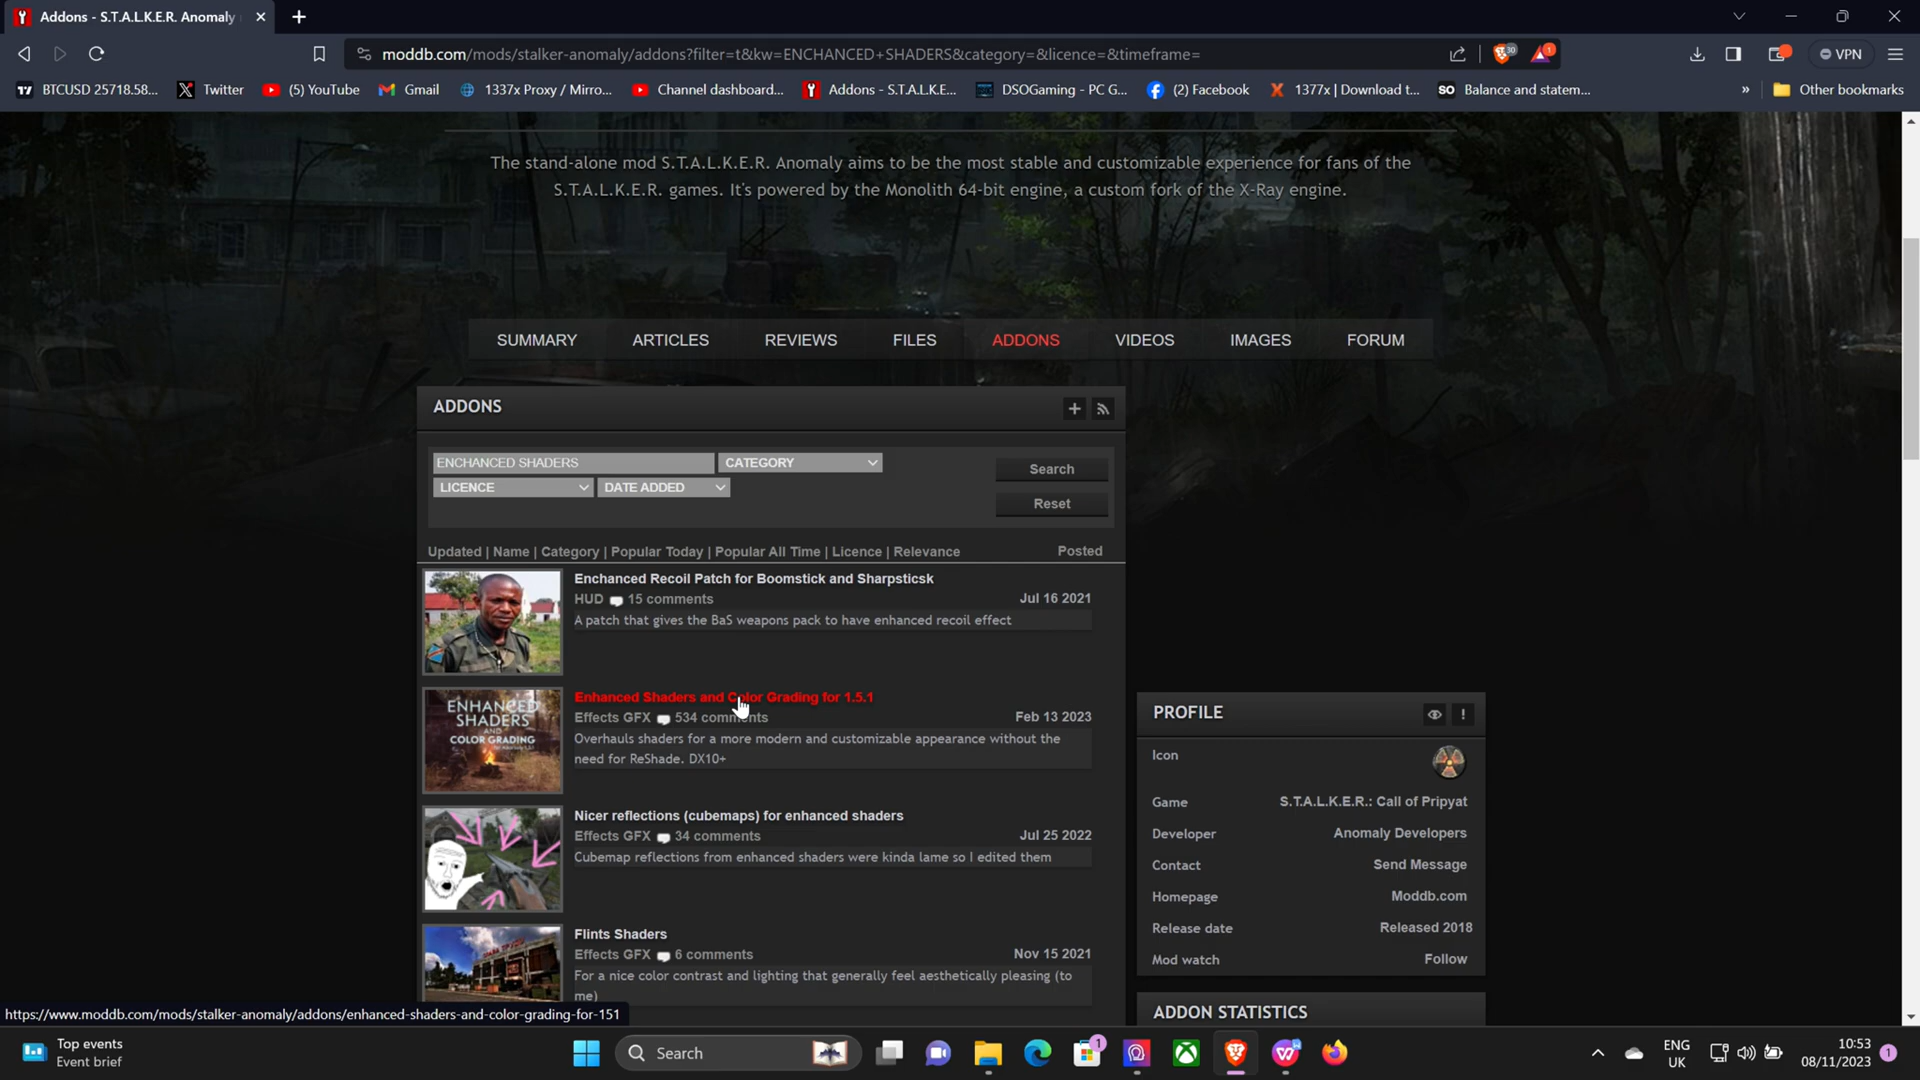 Addons - S.T.A.L.K.E.R. Anomaly
moddb.com/mods/stalker-anomaly/addons?filter=t&kw=ENCHANCED+SHADERS&category=&licence=&timeframe=
30
1
VPN
BTCUSD 25718.58...
Twitter
(5) YouTube
Gmail
1337x Proxy / Mirro...
Channel dashboard...
Addons - S.T.A.L.K.E...
DSOGaming - PC G...
(2) Facebook
1377x | Download t...
SO Balance and statem...
»
Other bookmarks
The stand-alone mod S.T.A.L.K.E.R. Anomaly aims to be the most stable and customizable experience for fans of the
S.T.A.L.K.E.R. games. It's powered by the Monolith 64-bit engine, a custom fork of the X-Ray engine.
SUMMARY ARTICLES REVIEWS FILES ADDONS VIDEOS IMAGES FORUM
ADDONS
ENCHANCED SHADERS CATEGORY Search
LICENCE DATE ADDED Reset
Updated | Name | Category | Popular Today | Popular All Time | Licence | Relevance Posted
Enchanced Recoil Patch for Boomstick and Sharpsticsk
HUD 15 comments Jul 16 2021
A patch that gives the BaS weapons pack to have enhanced recoil effect
ENHANCED
SHADERS
AND
COLOR GRADING
Enhanced Shaders and Color Grading for 1.5.1
Effects GFX 534 comments Feb 13 2023
Overhauls shaders for a more modern and customizable appearance without the
need for ReShade. DX10+
Nicer reflections (cubemaps) for enhanced shaders
Effects GFX 34 comments Jul 25 2022
Cubemap reflections from enhanced shaders were kinda lame so I edited them
Flints Shaders
Effects GFX 6 comments Nov 15 2021
For a nice color contrast and lighting that generally feel aesthetically pleasing (to
me)
PROFILE
Icon
Game S.T.A.L.K.E.R.: Call of Pripyat
Developer Anomaly Developers
Contact Send Message
Homepage Moddb.com
Release date Released 2018
Mod watch Follow
ADDON STATISTICS
https://www.moddb.com/mods/stalker-anomaly/addons/enhanced-shaders-and-color-grading-for-151
Top events
Event brief
Search
1
ENG
UK
10:53
08/11/2023
1